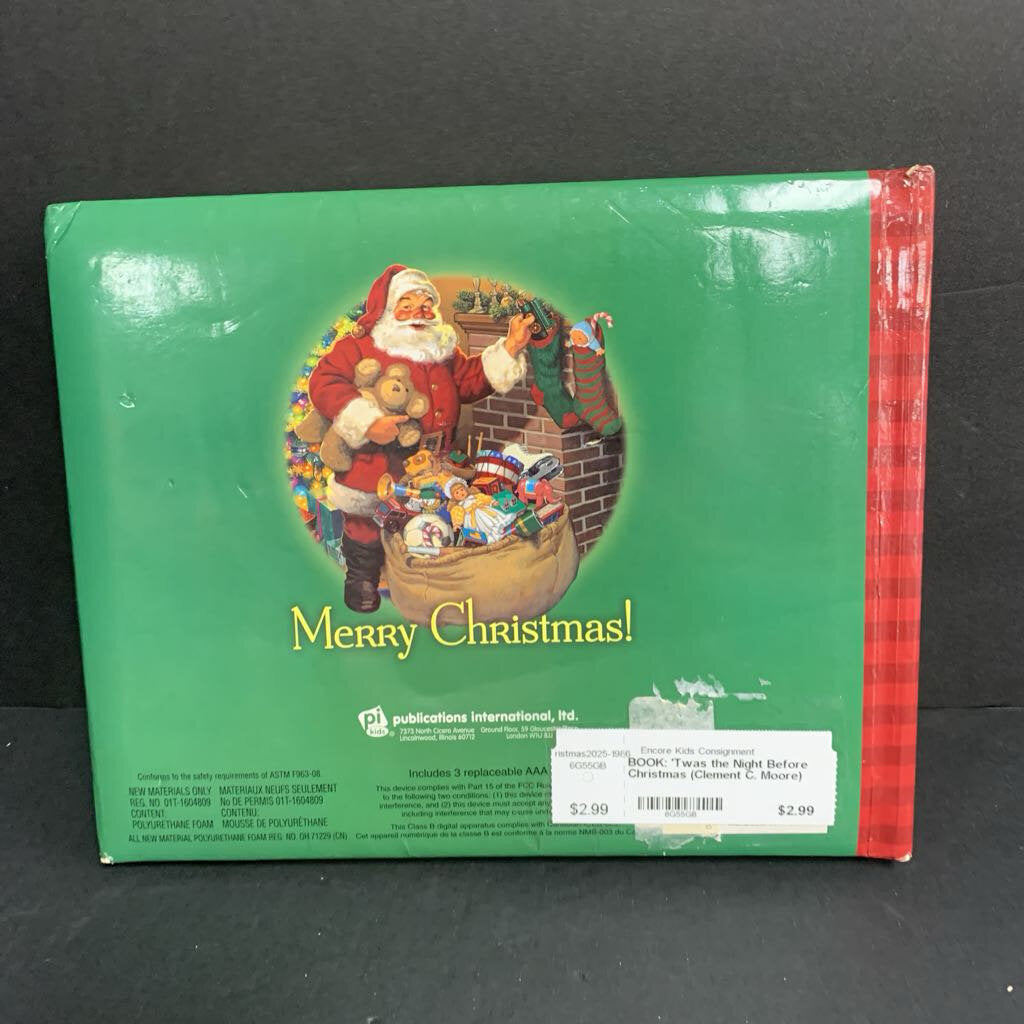 Merry Christmas!
pi kids
publications international, ltd.
7373 North Cicero Avenue Ground Floor, 59 Gloucester
Lincolnwood, Illinois 60712 London W1U 8JJ
Conforms to the safety requirements of ASTM F963-08.
NEW MATERIALS ONLY MATERIAUX NEUFS SEULEMENT
REG. NO. 01T-1604809 No DE PERMIS 01T-1604809
CONTENT: CONTENU:
POLYURETHANE FOAM MOUSSE DE POLYURÉTHANE
ALL NEW MATERIAL POLYURETHANE FOAM REG. NO. OH 71229 (CN)
Includes 3 replaceable AAA
This device complies with Part 15 of the FCC
to the following two conditions: (1) this device
interference, and (2) this device must accept any
including interference that may cause
This Class B digital apparatus complies with
Cet appareil numérique de la classe B est conforme à la norme NMB-003 du
ristmas2025-1986
6G55GB
$2.99
Encore Kids Consignment
BOOK: 'Twas the Night Before
Christmas (Clement C. Moore)
6G55GB
$2.99